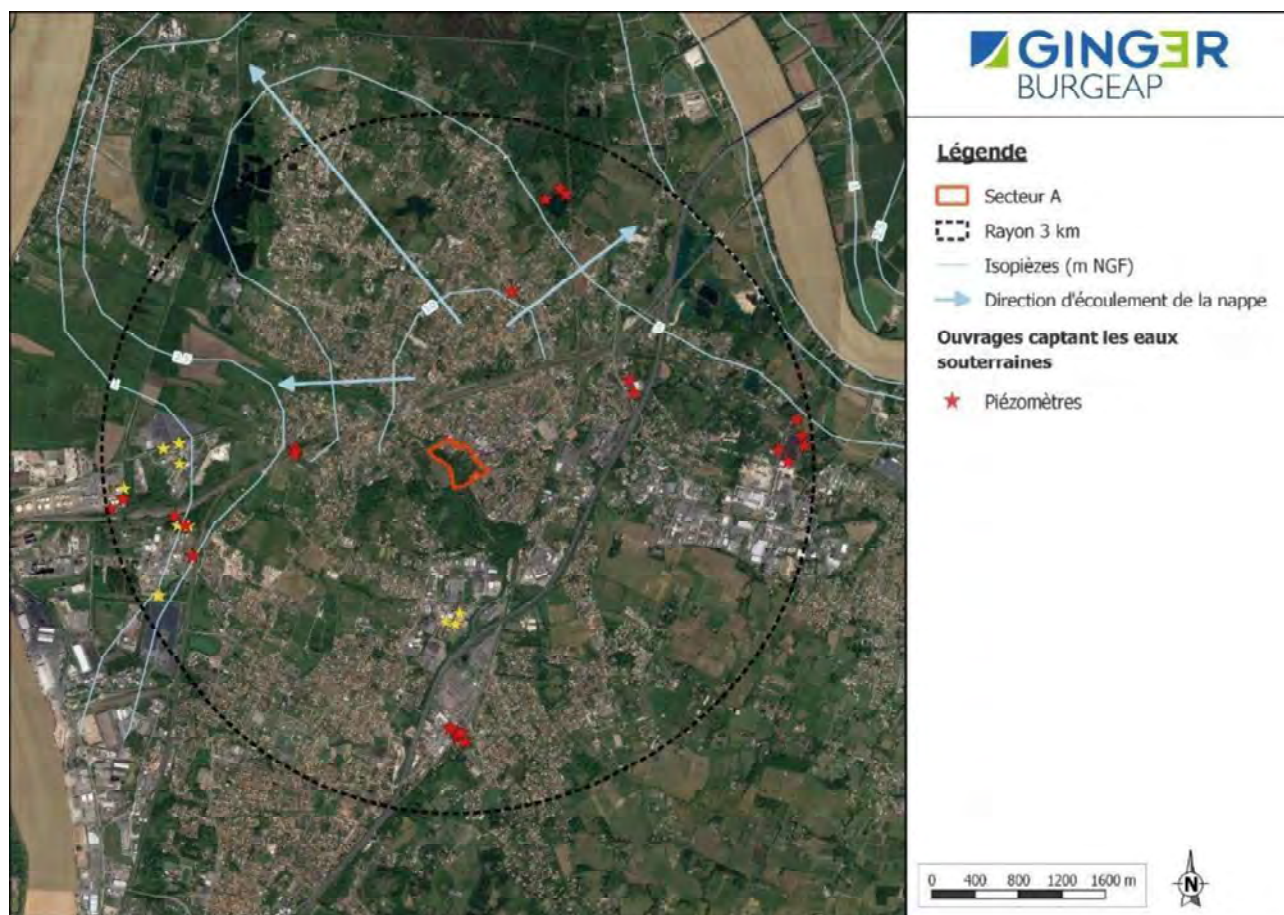 GINGER
BURGEAP
Légende
Secteur A
Rayon 3 km
Isopièzes (m NGF)
Direction d'écoulement de la nappe
Ouvrages captant les eaux
souterraines
Piézomètres
0 400 800 1200 1600 m
N